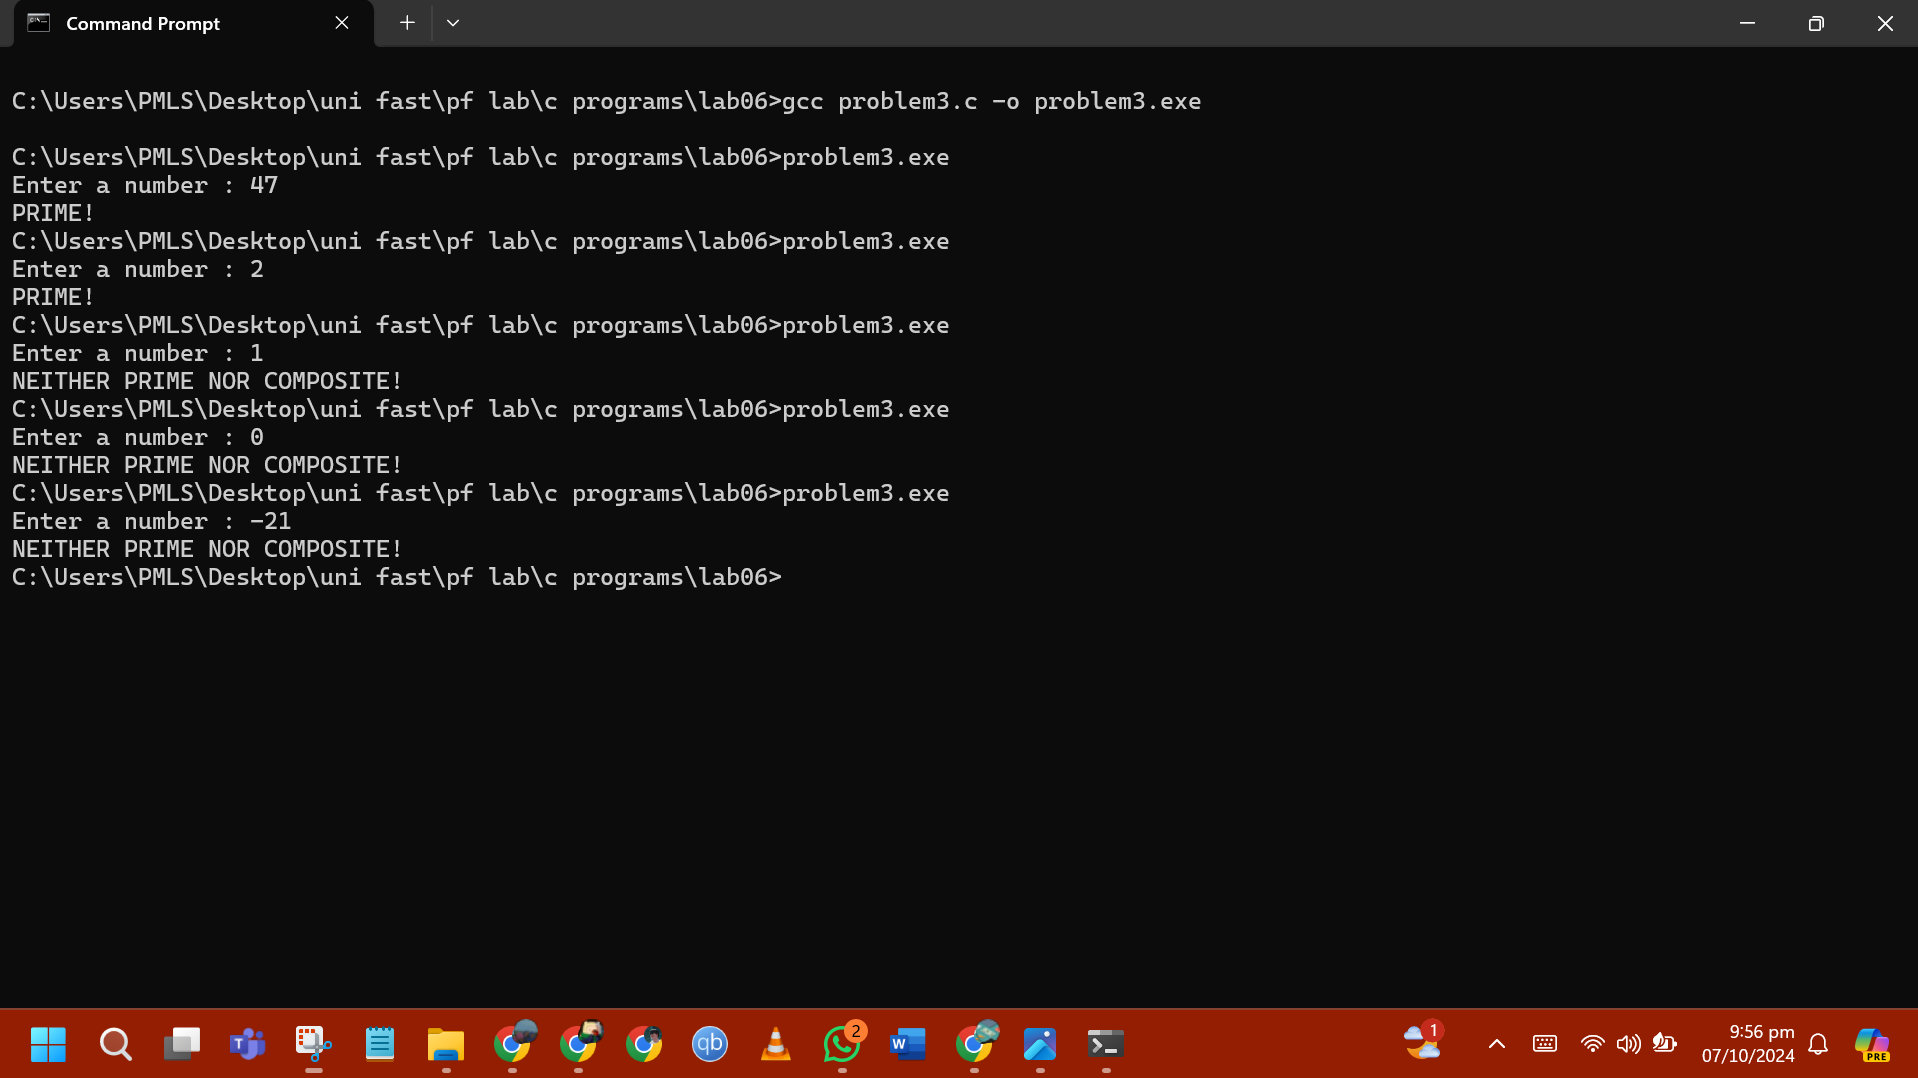 Command Prompt
C:\Users\PMLS\Desktop\uni fast\pf lab\c programs\lab06>gcc problem3.c -o problem3.exe
C:\Users\PMLS\Desktop\uni fast\pf lab\c programs\lab06>problem3.exe
Enter a number : 47
PRIME!
C:\Users\PMLS\Desktop\uni fast\pf lab\c programs\lab06>problem3.exe
Enter a number : 2
PRIME!
C:\Users\PMLS\Desktop\uni fast\pf lab\c programs\lab06>problem3.exe
Enter a number : 1
NEITHER PRIME NOR COMPOSITE!
C:\Users\PMLS\Desktop\uni fast\pf lab\c programs\lab06>problem3.exe
Enter a number : 0
NEITHER PRIME NOR COMPOSITE!
C:\Users\PMLS\Desktop\uni fast\pf lab\c programs\lab06>problem3.exe
Enter a number : -21
NEITHER PRIME NOR COMPOSITE!
C:\Users\PMLS\Desktop\uni fast\pf lab\c programs\lab06>
T
qb
2
W
1
9:56 pm
07/10/2024
PRE